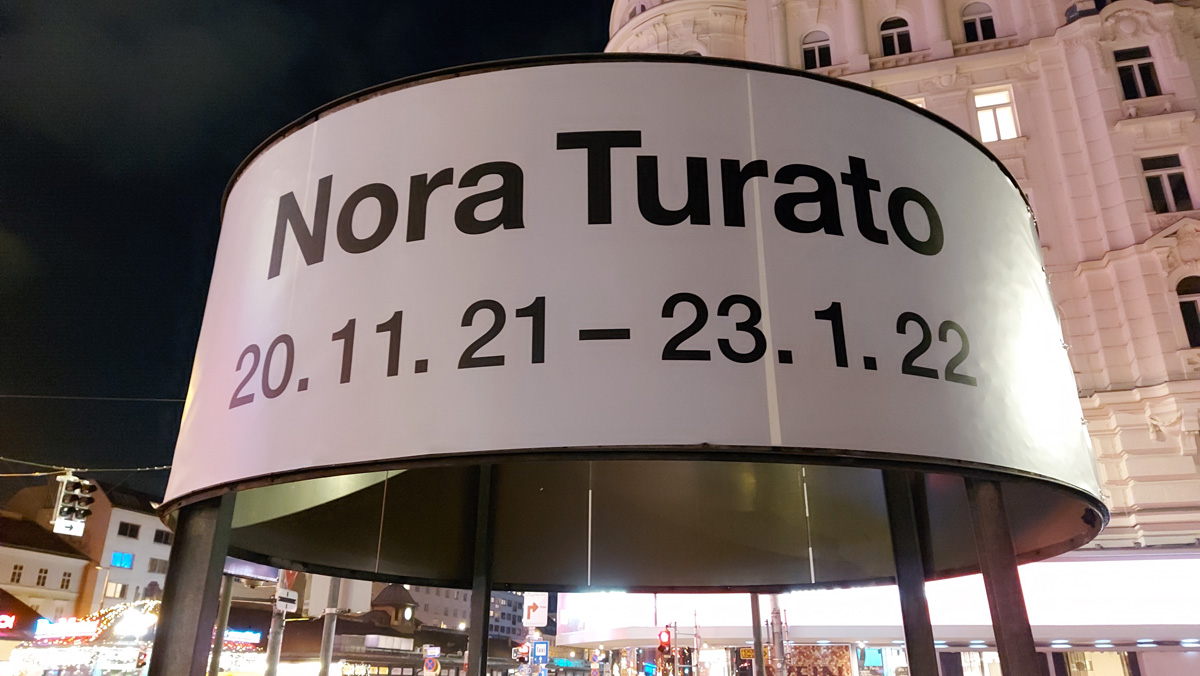 Nora Turato
20. 11. 21 – 23. 1. 22